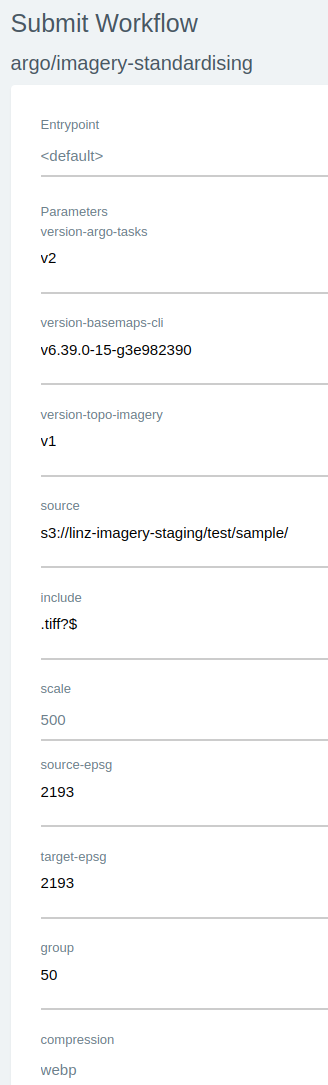 Submit Workflow
argo/imagery-standardising
Entrypoint
<default>
Parameters
version-argo-tasks
v2
version-basemaps-cli
v6.39.0-15-g3e982390
version-topo-imagery
v1
source
s3://linz-imagery-staging/test/sample/
include
.tiff?$
scale
500
source-epsg
2193
target-epsg
2193
group
50
compression
webp